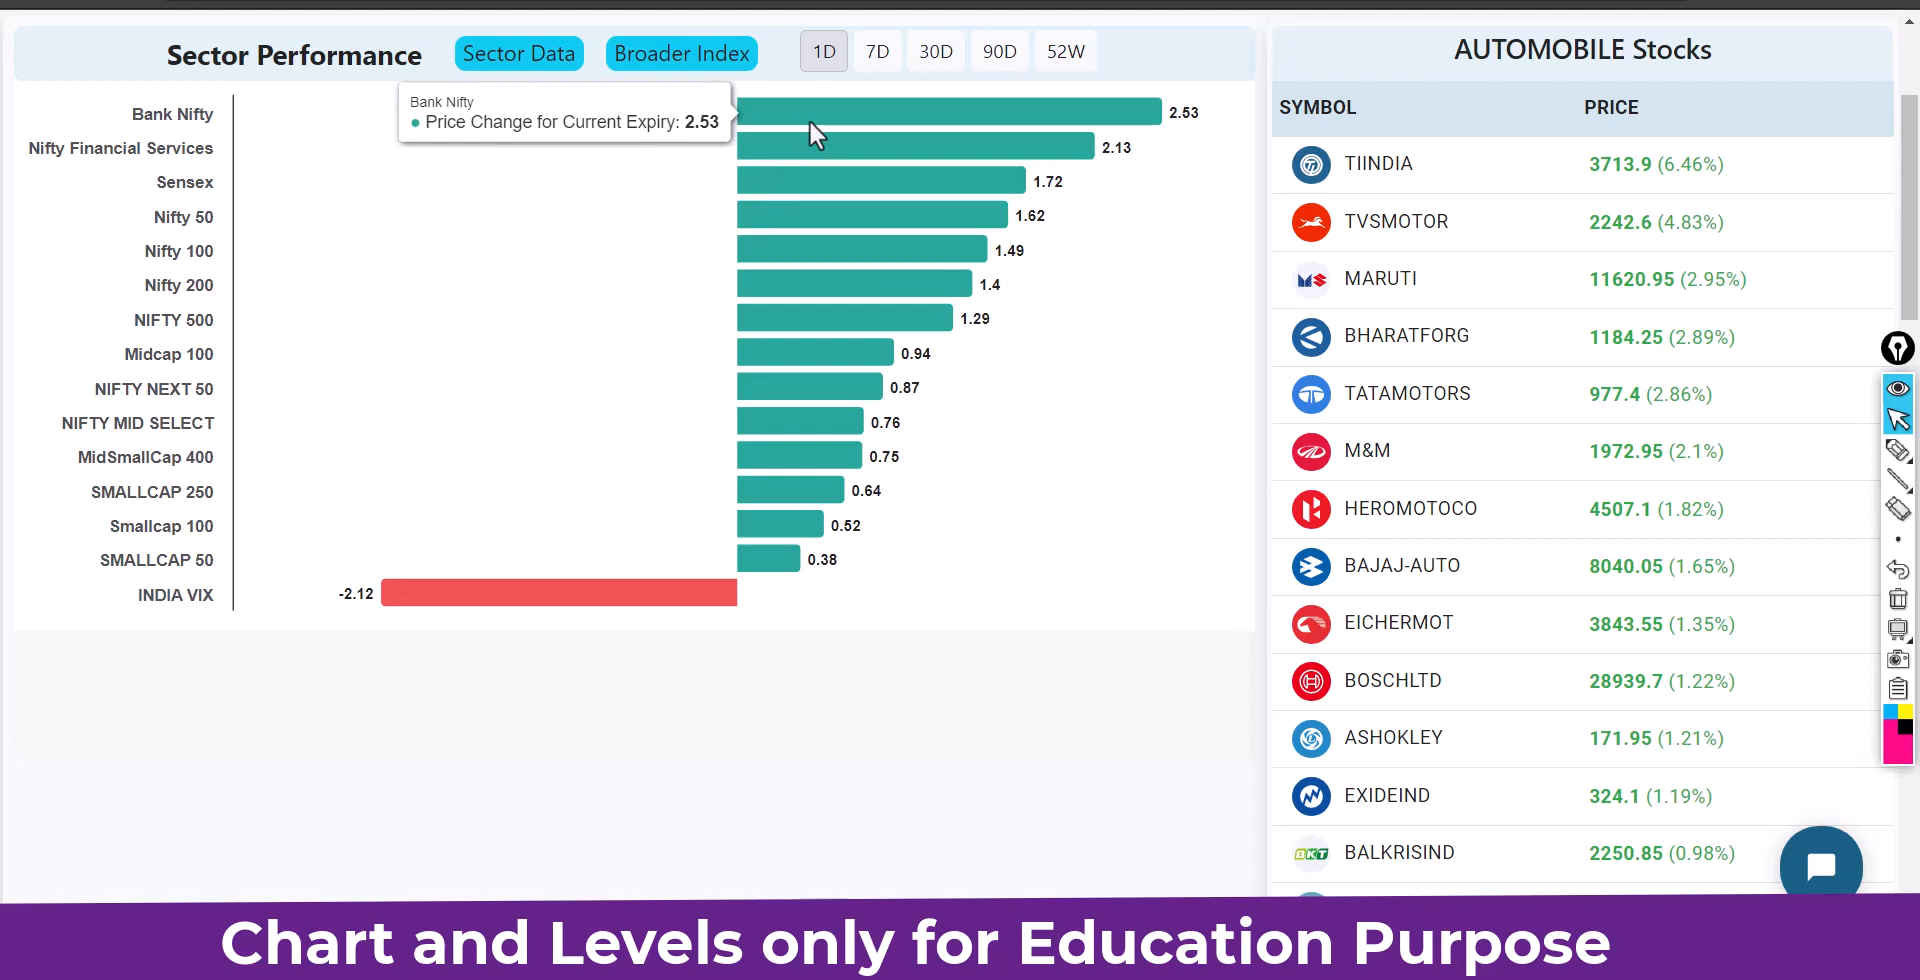 Sector Performance
Sector Data
Broader Index
1D
7D
30D
90D
52W
Bank Nifty
Price Change for Current Expiry: 2.53
Bank Nifty 2.53
Nifty Financial Services 2.13
Sensex 1.72
Nifty 50 1.62
Nifty 100 1.49
Nifty 200 1.4
NIFTY 500 1.29
Midcap 100 0.94
NIFTY NEXT 50 0.87
NIFTY MID SELECT 0.76
MidSmallCap 400 0.75
SMALLCAP 250 0.64
Smallcap 100 0.52
SMALLCAP 50 0.38
INDIA VIX -2.12
AUTOMOBILE Stocks
SYMBOL PRICE
TIINDIA 3713.9 (6.46%)
TVSMOTOR 2242.6 (4.83%)
MARUTI 11620.95 (2.95%)
BHARATFORG 1184.25 (2.89%)
TATAMOTORS 977.4 (2.86%)
M&M 1972.95 (2.1%)
HEROMOTOCO 4507.1 (1.82%)
BAJAJ-AUTO 8040.05 (1.65%)
EICHERMOT 3843.55 (1.35%)
BOSCHLTD 28939.7 (1.22%)
ASHOKLEY 171.95 (1.21%)
EXIDEIND 324.1 (1.19%)
BKT BALKRISIND 2250.85 (0.98%)
Chart and Levels only for Education Purpose